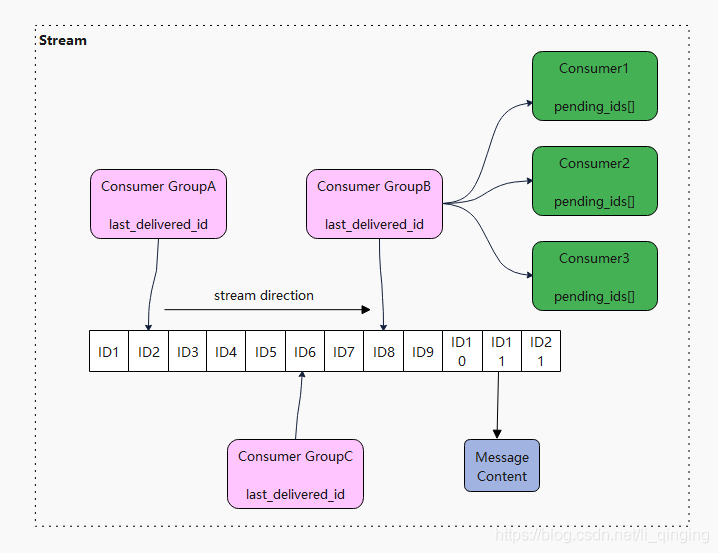 Stream
Consumer1
pending_ids[]
Consumer2
pending_ids[]
Consumer GroupA
last_delivered_id
Consumer GroupB
last_delivered_id
Consumer3
pending_ids[]
stream direction
ID1 ID2 ID3 ID4 ID5 ID6 ID7 ID8 ID9 ID10 ID11 ID21
Consumer GroupC
last_delivered_id
Message
Content
https://blog.csdn.net/li_qinging